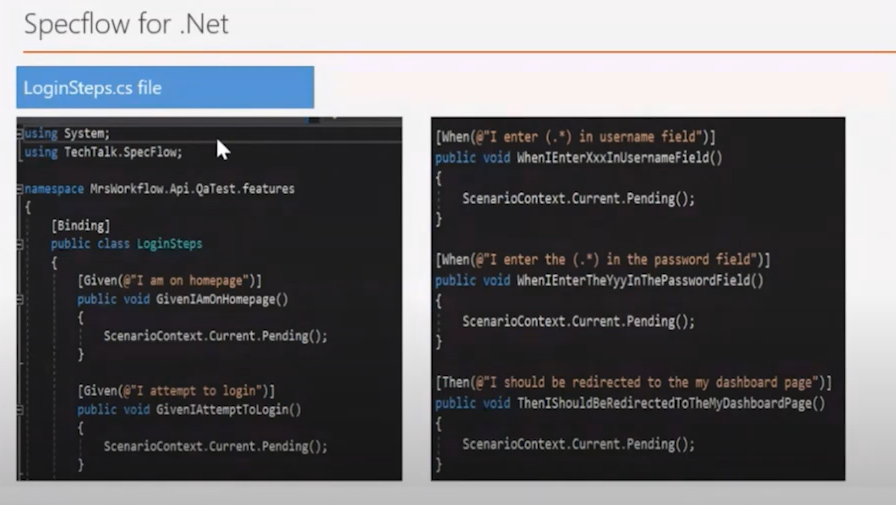 Specflow for .Net
LoginSteps.cs file
using System;
using TechTalk.SpecFlow;
namespace MrsWorkflow.Api.QaTest.features
{
[Binding]
public class LoginSteps
{
[Given(@"I am on homepage")]
public void GivenIAmOnHomepage()
{
ScenarioContext.Current.Pending();
}
[Given(@"I attempt to login")]
public void GivenIAttemptToLogin()
{
ScenarioContext.Current.Pending();
}
[When(@"I enter (.*) in username field")]
public void WhenIEnterXxxInUsernameField()
{
ScenarioContext.Current.Pending();
}
[When(@"I enter the (.*) in the password field")]
public void WhenIEnterTheYyyInThePasswordField()
{
ScenarioContext.Current.Pending();
}
[Then(@"I should be redirected to the my dashboard page")]
public void ThenIShouldBeRedirectedToTheMyDashboardPage()
{
ScenarioContext.Current.Pending();
}